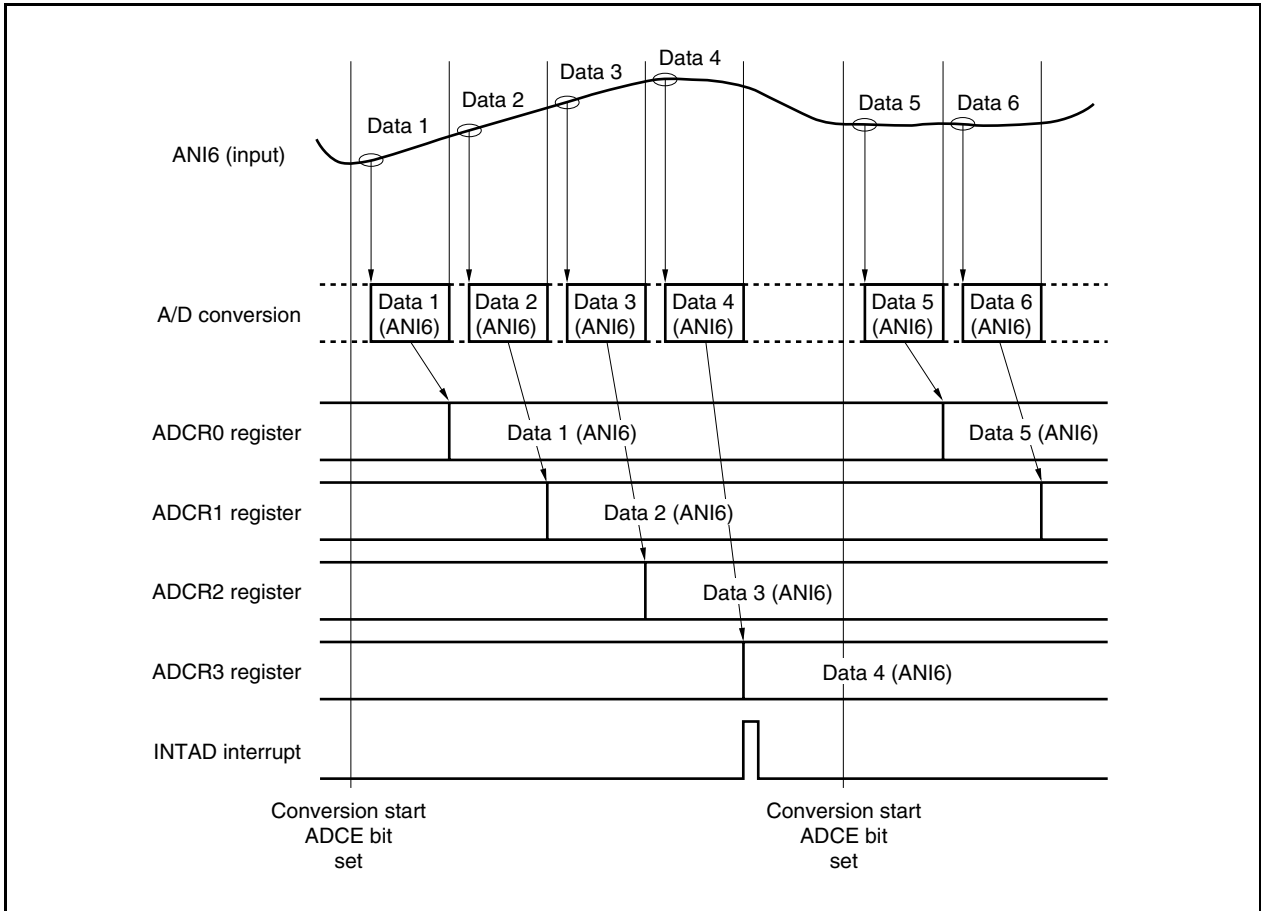 Data 4
Data 3
Data 2
Data 1
Data 5
Data 6
ANI6 (input)
A/D conversion
Data 1
(ANI6)
Data 2
(ANI6)
Data 3
(ANI6)
Data 4
(ANI6)
Data 5
(ANI6)
Data 6
(ANI6)
ADCR0 register
Data 1 (ANI6)
Data 5 (ANI6)
ADCR1 register
Data 2 (ANI6)
ADCR2 register
Data 3 (ANI6)
ADCR3 register
Data 4 (ANI6)
INTAD interrupt
Conversion start
ADCE bit
set
Conversion start
ADCE bit
set